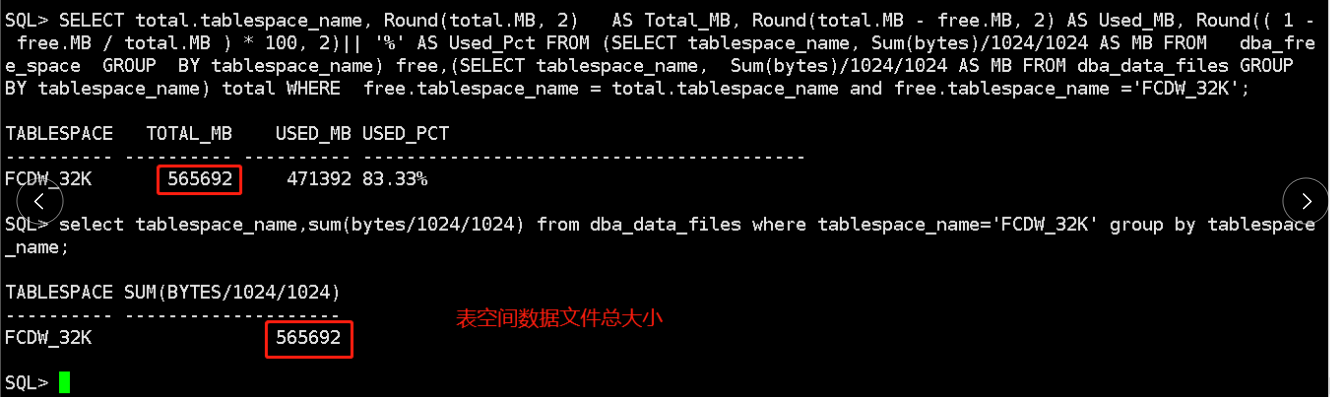 SQL> SELECT total.tablespace_name, Round(total.MB, 2)   AS Total_MB, Round(total.MB - free.MB, 2) AS Used_MB, Round(( 1 -
 free.MB / total.MB ) * 100, 2)|| '%' AS Used_Pct FROM (SELECT tablespace_name, Sum(bytes)/1024/1024 AS MB FROM   dba_fre
e_space  GROUP  BY tablespace_name) free,(SELECT tablespace_name,  Sum(bytes)/1024/1024 AS MB FROM dba_data_files GROUP
BY tablespace_name) total WHERE  free.tablespace_name = total.tablespace_name and free.tablespace_name ='FCDW_32K';
TABLESPACE   TOTAL_MB    USED_MB USED_PCT
---------- ---------- ---------- -----------------------------------------
FCDW_32K       565692     471392 83.33%
SQL> select tablespace_name,sum(bytes/1024/1024) from dba_data_files where tablespace_name='FCDW_32K' group by tablespace
_name;
TABLESPACE SUM(BYTES/1024/1024)
---------- --------------------
表空间数据文件总大小
FCDW_32K                 565692
SQL>